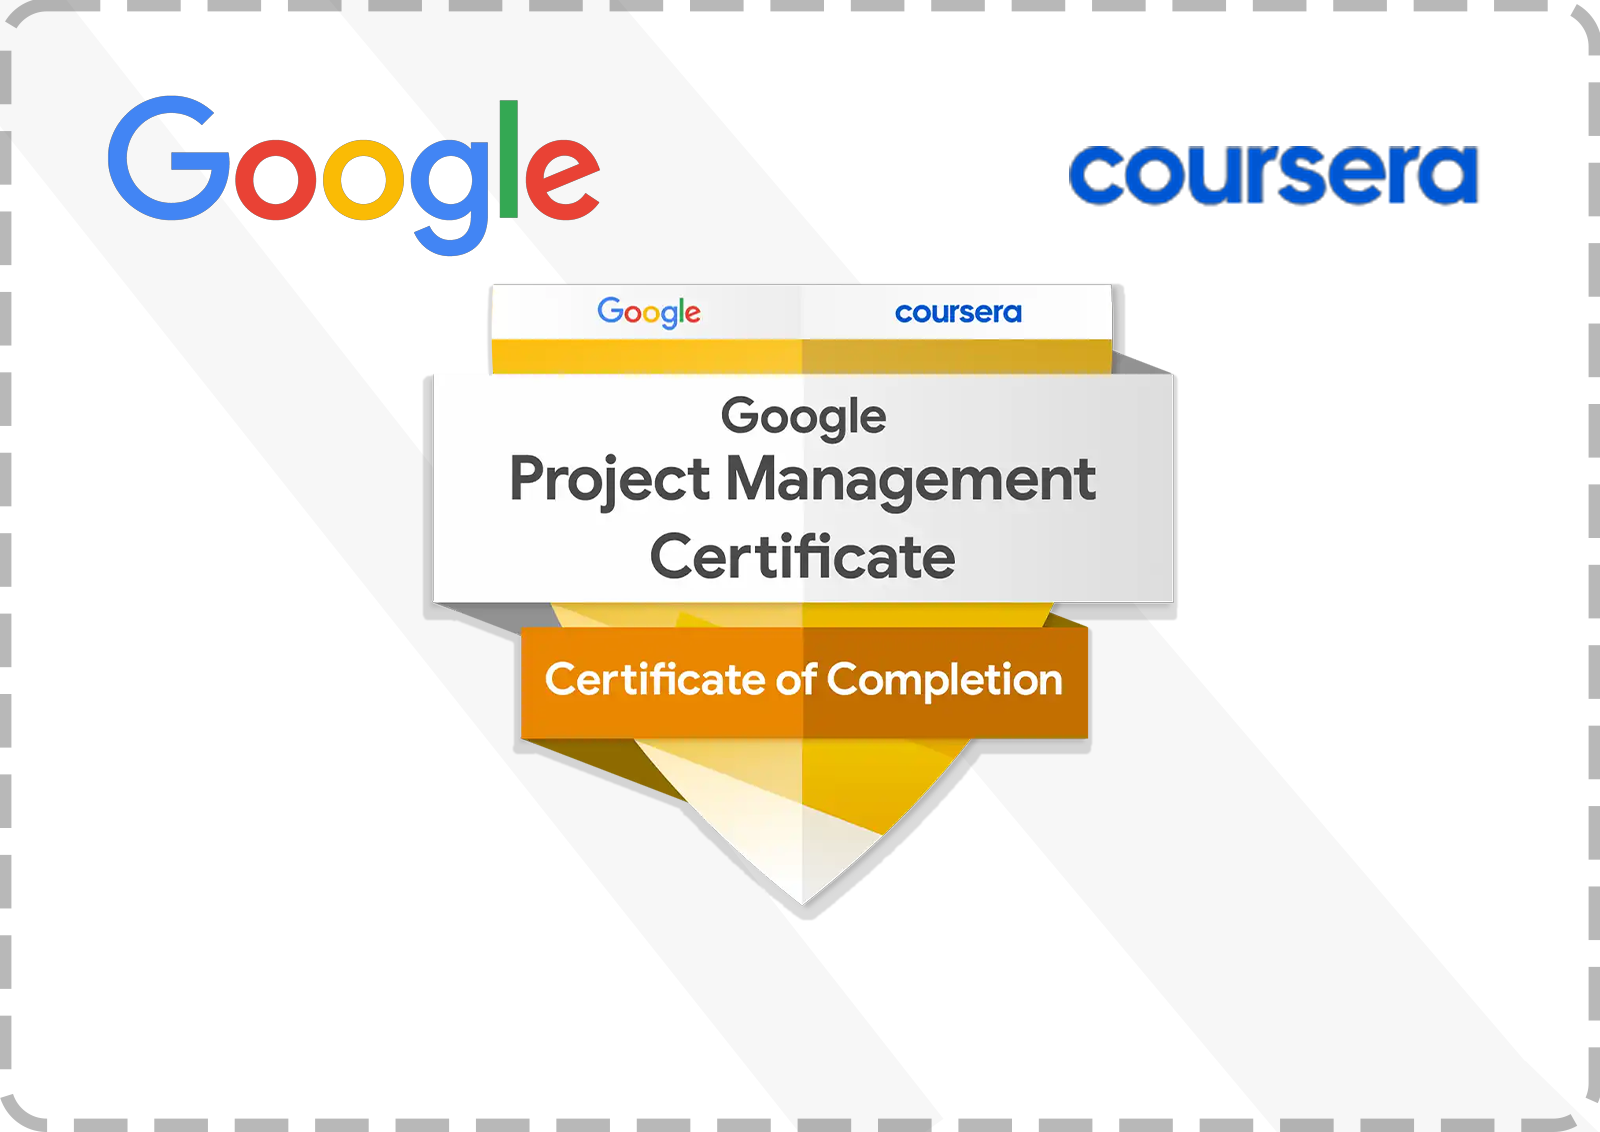 Google
coursera
Google
coursera
Google
Project Management
Certificate
Certificate of Completion